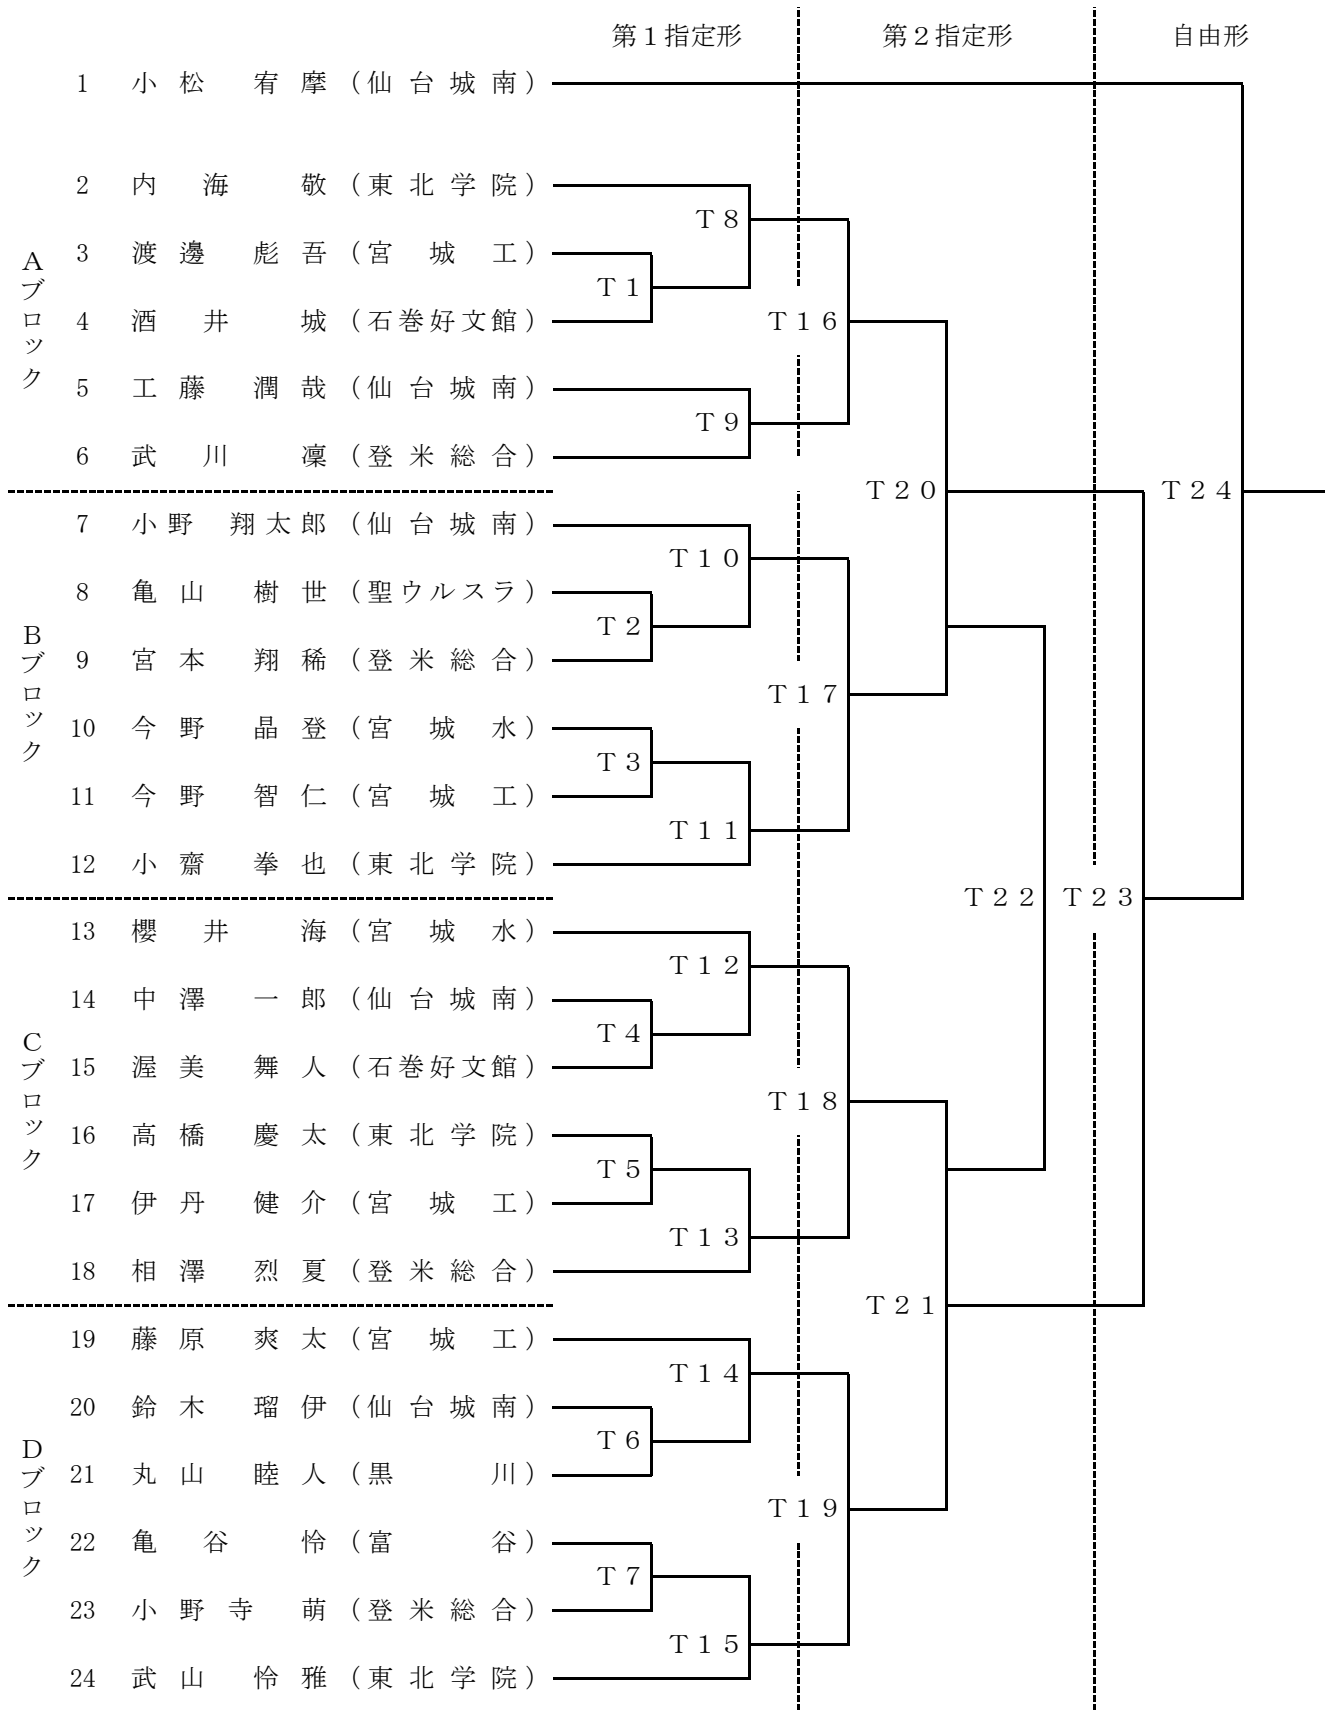 第１指定形 第２指定形 自由形
1 小松 宥摩 (仙台城南)
Aブロック
2 内海 敬 (東北学院)
T8
3 渡邊 彪吾 (宮城工)
T1
4 酒井 城 (石巻好文館)
T16
5 工藤 潤哉 (仙台城南)
T9
6 武川 凜 (登米総合)
T20 T24
Bブロック
7 小野 翔太郎 (仙台城南)
T10
8 亀山 樹世 (聖ウルスラ)
T2
9 宮本 翔稀 (登米総合)
T17
10 今野 晶登 (宮城水)
T3
11 今野 智仁 (宮城工)
T11
12 小齋 拳也 (東北学院)
T22 T23
Cブロック
13 櫻井 海 (宮城水)
T12
14 中澤 一郎 (仙台城南)
T4
15 渥美 舞人 (石巻好文館)
T18
16 高橋 慶太 (東北学院)
T5
17 伊丹 健介 (宮城工)
T13
18 相澤 烈夏 (登米総合)
T21
Dブロック
19 藤原 爽太 (宮城工)
T14
20 鈴木 瑠伊 (仙台城南)
T6
21 丸山 睦人 (黒川)
T19
22 亀谷 怜 (富谷)
T7
23 小野寺 萌 (登米総合)
T15
24 武山 怜雅 (東北学院)